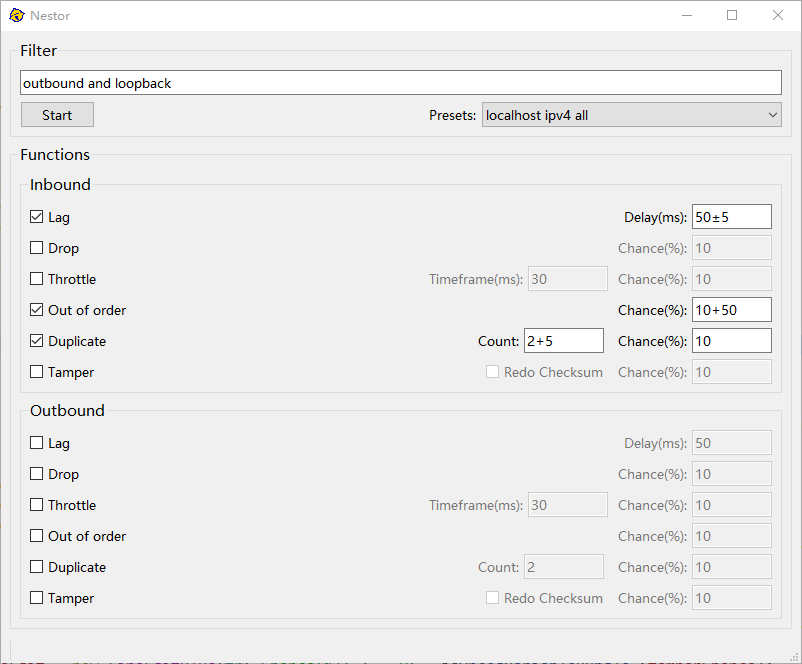 Nestor
Filter
outbound and loopback
Start Presets: localhost ipv4 all
Functions
Inbound
Lag Delay(ms): 50±5
Drop Chance(%): 10
Throttle Timeframe(ms): 30 Chance(%): 10
Out of order Chance(%): 10+50
Duplicate Count: 2+5 Chance(%): 10
Tamper Redo Checksum Chance(%): 10
Outbound
Lag Delay(ms): 50
Drop Chance(%): 10
Throttle Timeframe(ms): 30 Chance(%): 10
Out of order Chance(%): 10
Duplicate Count: 2 Chance(%): 10
Tamper Redo Checksum Chance(%): 10